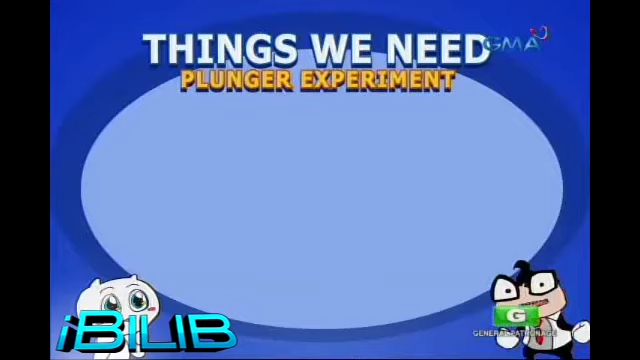 THINGS WE NEED
GMA
PLUNGER EXPERIMENT
iBILIB
G
GENERAL PATRONAGE